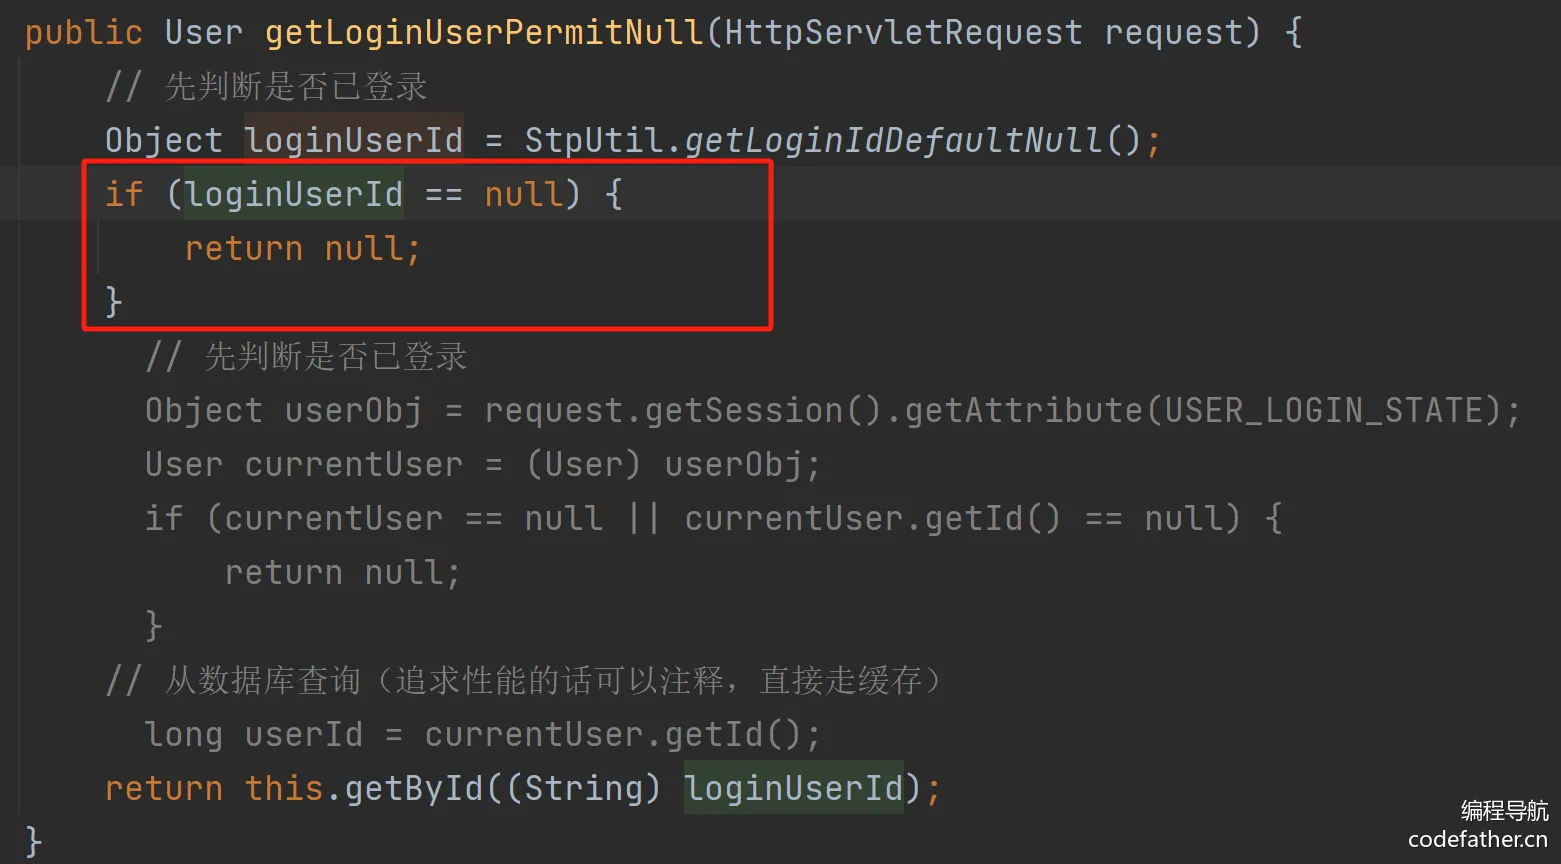 public User getLoginUserPermitNull(HttpServletRequest request) {
// 先判断是否已登录
Object loginUserId = StpUtil.getLoginIdDefaultNull();
if (loginUserId == null) {
return null;
}
// 先判断是否已登录
Object userObj = request.getSession().getAttribute(USER_LOGIN_STATE);
User currentUser = (User) userObj;
if (currentUser == null || currentUser.getId() == null) {
return null;
}
// 从数据库查询（追求性能的话可以注释，直接走缓存）
long userId = currentUser.getId();
return this.getById((String) loginUserId);
}
编程导航
codefather.cn